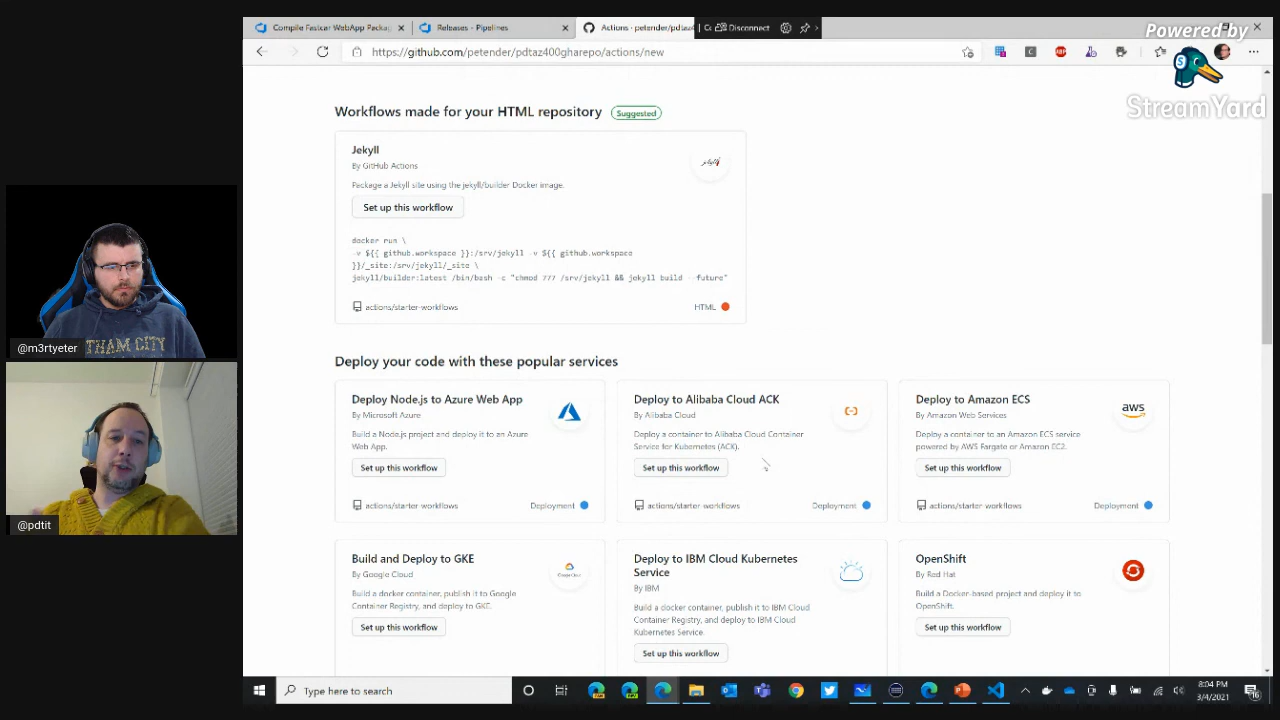 Compile Fastcar WebApp Packag
Releases - Pipelines
Actions · petender/pdtaz400gharepo
Disconnect
Powered by
StreamYard
https://github.com/petender/pdtaz400gharepo/actions/new
Workflows made for your HTML repository
Suggested
Jekyll
By GitHub Actions
Package a Jekyll site using the jekyll/builder Docker image.
Set up this workflow
docker run \
-v ${{ github.workspace }}:/srv/jekyll -v ${{ github.workspace
}}/_site:/srv/jekyll/_site \
jekyll/builder:latest /bin/bash -c "chmod 777 /srv/jekyll && jekyll build --future"
actions/starter-workflows
HTML
Deploy your code with these popular services
Deploy Node.js to Azure Web App
By Microsoft Azure
Build a Node.js project and deploy it to an Azure
Web App.
Set up this workflow
actions/starter-workflows
Deployment
Deploy to Alibaba Cloud ACK
By Alibaba Cloud
Deploy a container to Alibaba Cloud Container
Service for Kubernetes (ACK).
Set up this workflow
actions/starter-workflows
Deployment
Deploy to Amazon ECS
By Amazon Web Services
aws
Deploy a container to an Amazon ECS service
powered by AWS Fargate or Amazon EC2.
Set up this workflow
actions/starter-workflows
Deployment
Build and Deploy to GKE
By Google Cloud
Google Cloud
Build a docker container, publish it to Google
Container Registry, and deploy to GKE.
Set up this workflow
Deploy to IBM Cloud Kubernetes
Service
By IBM
Build a docker container, publish it to IBM Cloud
Container Registry, and deploy to IBM Cloud
Kubernetes Service.
Set up this workflow
OpenShift
By Red Hat
Build a Docker-based project and deploy it to
OpenShift.
Set up this workflow
@m3rtyeter
THAM CITY
@pdtit
Type here to search
8:04 PM
3/4/2021